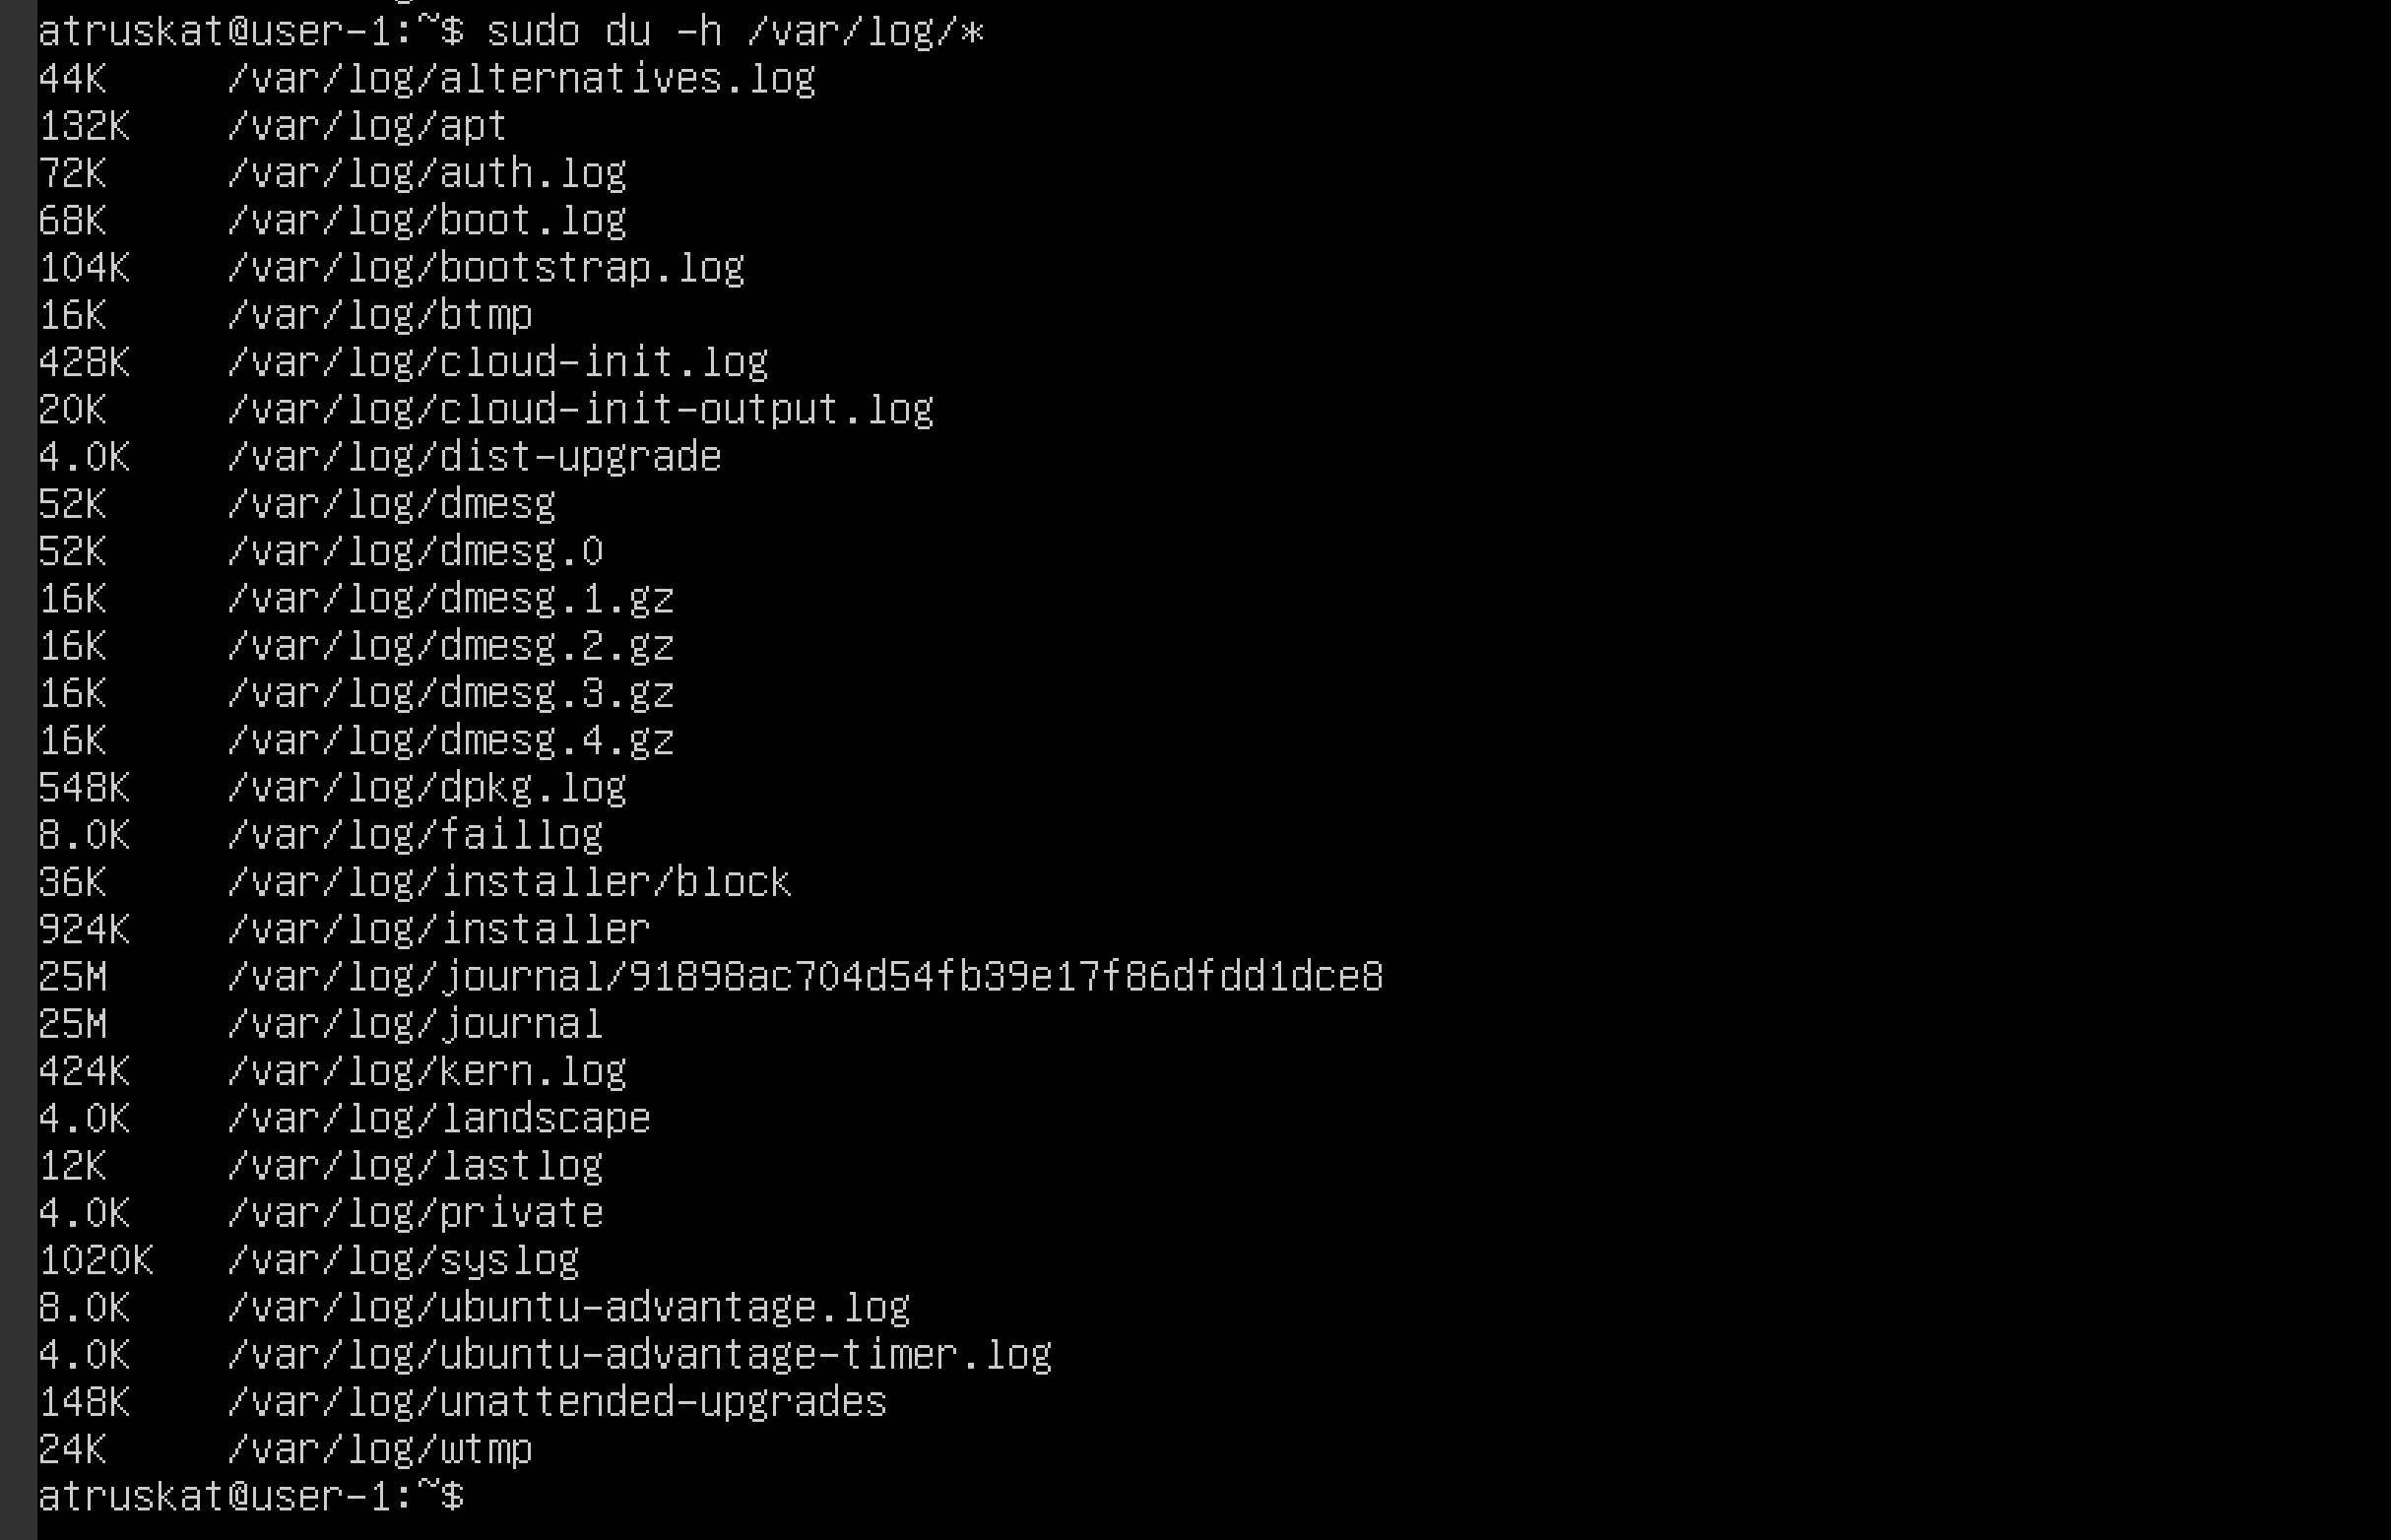 atruskat@user-1:~$ sudo du -h /var/log/*
44K /var/log/alternatives.log
132K /var/log/apt
72K /var/log/auth.log
68K /var/log/boot.log
104K /var/log/bootstrap.log
16K /var/log/btmp
428K /var/log/cloud-init.log
20K /var/log/cloud-init-output.log
4.0K /var/log/dist-upgrade
52K /var/log/dmesg
52K /var/log/dmesg.0
16K /var/log/dmesg.1.gz
16K /var/log/dmesg.2.gz
16K /var/log/dmesg.3.gz
16K /var/log/dmesg.4.gz
548K /var/log/dpkg.log
8.0K /var/log/faillog
36K /var/log/installer/block
924K /var/log/installer
25M /var/log/journal/91898ac704d54fb39e17f86dfdd1dce8
25M /var/log/journal
424K /var/log/kern.log
4.0K /var/log/landscape
12K /var/log/lastlog
4.0K /var/log/private
1020K /var/log/syslog
8.0K /var/log/ubuntu-advantage.log
4.0K /var/log/ubuntu-advantage-timer.log
148K /var/log/unattended-upgrades
24K /var/log/wtmp
atruskat@user-1:~$